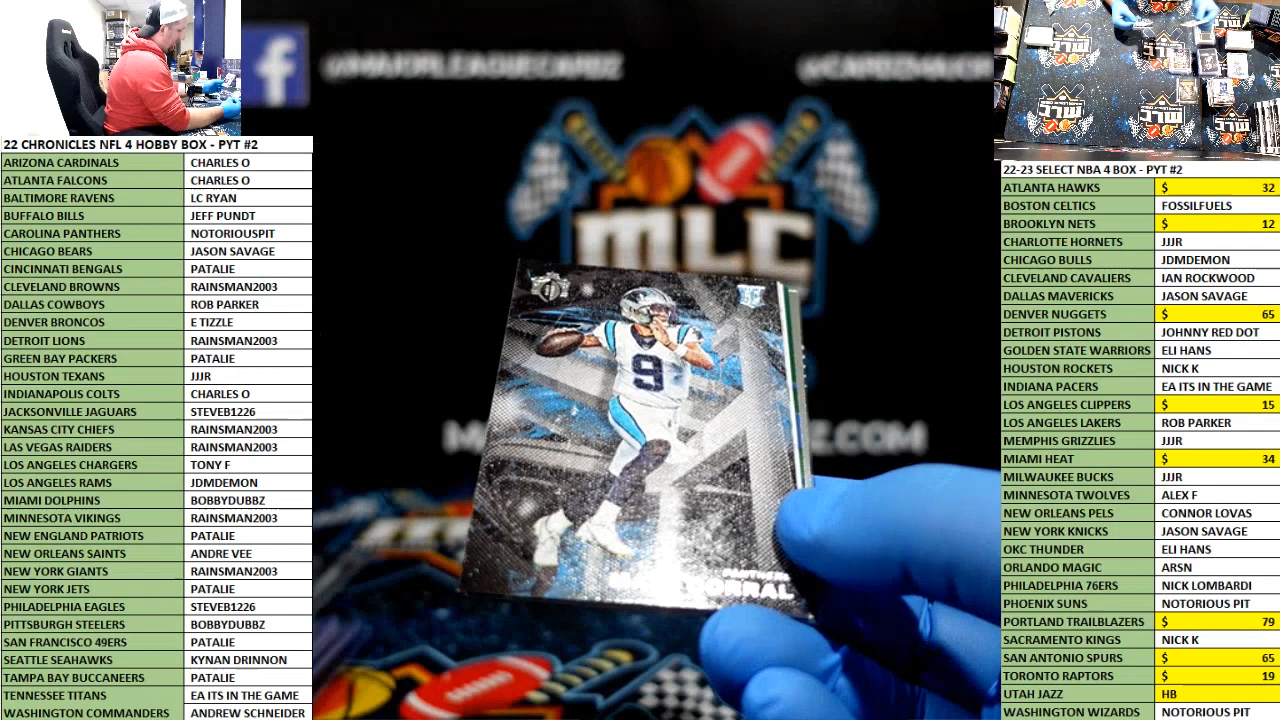 22 CHRONICLES NFL 4 HOBBY BOX - PYT #2
ARIZONA CARDINALS CHARLES O
ATLANTA FALCONS CHARLES O
BALTIMORE RAVENS LC RYAN
BUFFALO BILLS JEFF PUNDT
CAROLINA PANTHERS NOTORIOUSPIT
CHICAGO BEARS JASON SAVAGE
CINCINNATI BENGALS PATALIE
CLEVELAND BROWNS RAINSMAN2003
DALLAS COWBOYS ROB PARKER
DENVER BRONCOS E TIZZLE
DETROIT LIONS RAINSMAN2003
GREEN BAY PACKERS PATALIE
HOUSTON TEXANS JJJR
INDIANAPOLIS COLTS CHARLES O
JACKSONVILLE JAGUARS STEVEB1226
KANSAS CITY CHIEFS RAINSMAN2003
LAS VEGAS RAIDERS RAINSMAN2003
LOS ANGELES CHARGERS TONY F
LOS ANGELES RAMS JDMDEMON
MIAMI DOLPHINS BOBBYDUBBZ
MINNESOTA VIKINGS RAINSMAN2003
NEW ENGLAND PATRIOTS PATALIE
NEW ORLEANS SAINTS ANDRE VEE
NEW YORK GIANTS RAINSMAN2003
NEW YORK JETS PATALIE
PHILADELPHIA EAGLES STEVEB1226
PITTSBURGH STEELERS BOBBYDUBBZ
SAN FRANCISCO 49ERS PATALIE
SEATTLE SEAHAWKS KYNAN DRINNON
TAMPA BAY BUCCANEERS PATALIE
TENNESSEE TITANS EA ITS IN THE GAME
WASHINGTON COMMANDERS ANDREW SCHNEIDER
f
MLC
9
.COM
MLC
MLC
MLC
22-23 SELECT NBA 4 BOX - PYT #2
ATLANTA HAWKS $ 32
BOSTON CELTICS FOSSILFUELS
BROOKLYN NETS $ 12
CHARLOTTE HORNETS JJJR
CHICAGO BULLS JDMDEMON
CLEVELAND CAVALIERS IAN ROCKWOOD
DALLAS MAVERICKS JASON SAVAGE
DENVER NUGGETS $ 65
DETROIT PISTONS JOHNNY RED DOT
GOLDEN STATE WARRIORS ELI HANS
HOUSTON ROCKETS NICK K
INDIANA PACERS EA ITS IN THE GAME
LOS ANGELES CLIPPERS $ 15
LOS ANGELES LAKERS ROB PARKER
MEMPHIS GRIZZLIES JJJR
MIAMI HEAT $ 34
MILWAUKEE BUCKS JJJR
MINNESOTA TWOLVES ALEX F
NEW ORLEANS PELS CONNOR LOVAS
NEW YORK KNICKS JASON SAVAGE
OKC THUNDER ELI HANS
ORLANDO MAGIC ARSN
PHILADELPHIA 76ERS NICK LOMBARDI
PHOENIX SUNS NOTORIOUS PIT
PORTLAND TRAILBLAZERS $ 79
SACRAMENTO KINGS NICK K
SAN ANTONIO SPURS $ 65
TORONTO RAPTORS $ 19
UTAH JAZZ HB
WASHINGTON WIZARDS NOTORIOUS PIT